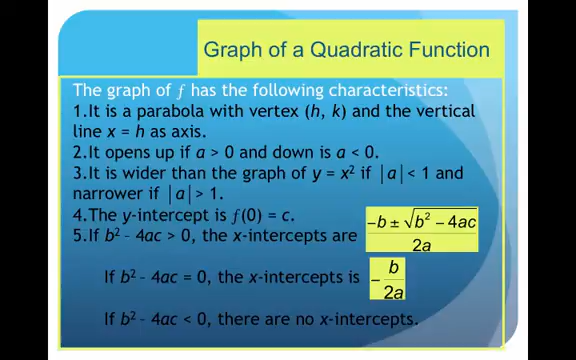 Graph of a Quadratic Function
The graph of ƒ has the following characteristics:
1.It is a parabola with vertex (h, k) and the vertical
line x = h as axis.
2.It opens up if a > 0 and down is a < 0.
3.It is wider than the graph of y = x² if |a| < 1 and
narrower if |a| > 1.
4.The y-intercept is ƒ(0) = c.
5.If b² – 4ac > 0, the x-intercepts are (–b ± √(b² – 4ac))/(2a)
If b² – 4ac = 0, the x-intercepts is – b/(2a)
If b² – 4ac < 0, there are no x-intercepts.